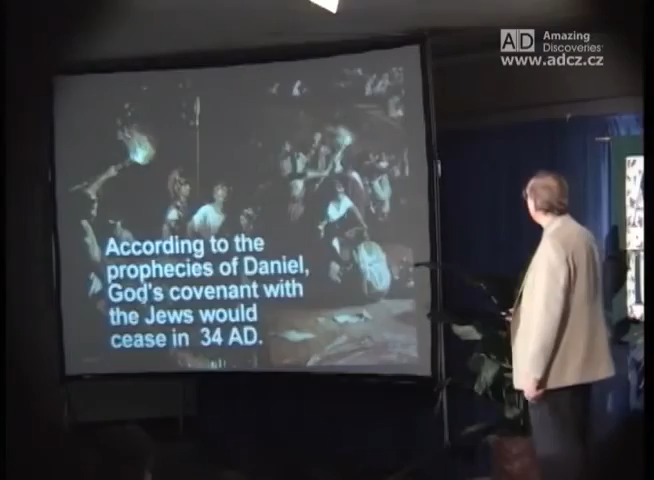 AD Amazing
Discoveries
www.adcz.cz
According to the
prophecies of Daniel,
God's covenant with
the Jews would
cease in 34 AD.